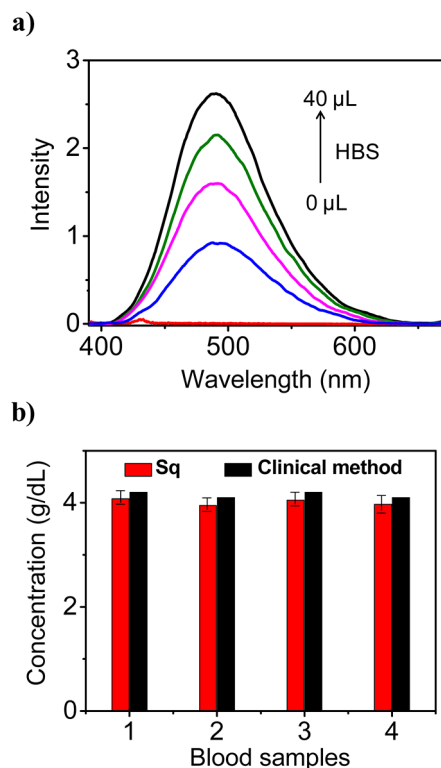 a)
3
2
1
0
Intensity
40 µL
HBS
0 µL
400
500
600
Wavelength (nm)
b)
Sq
Clinical method
4
2
0
Concentration (g/dL)
1
2
3
4
Blood samples